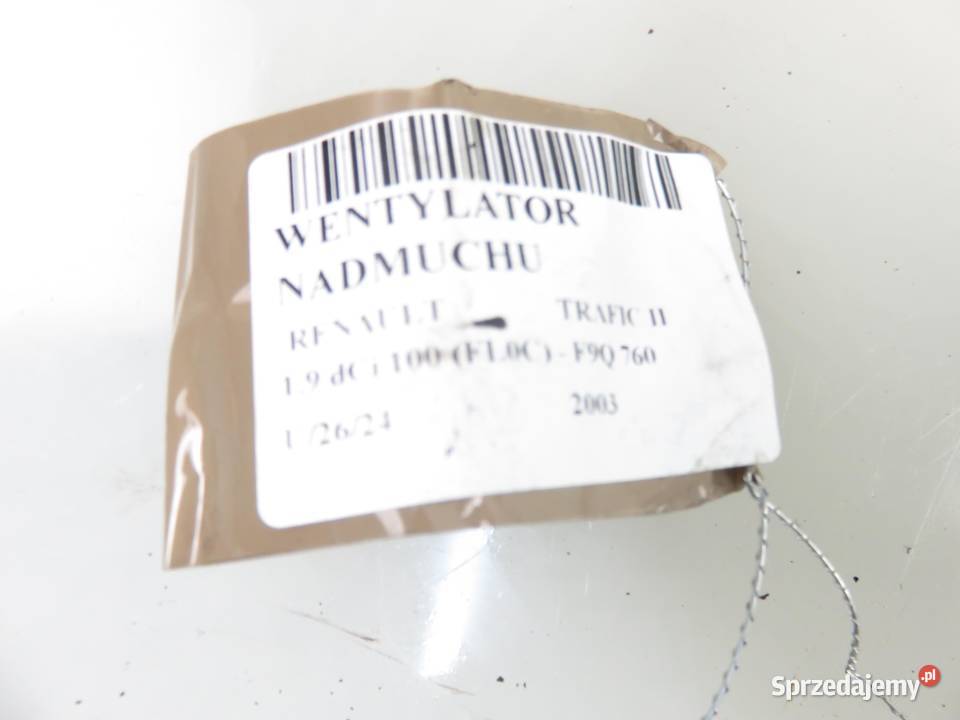 WENTYLATOR
NADMUCHU
RENAULT TRAFIC II
1.9 dCi 100 (FL0C) - F9Q 760
2003
Sprzedajemy.pl